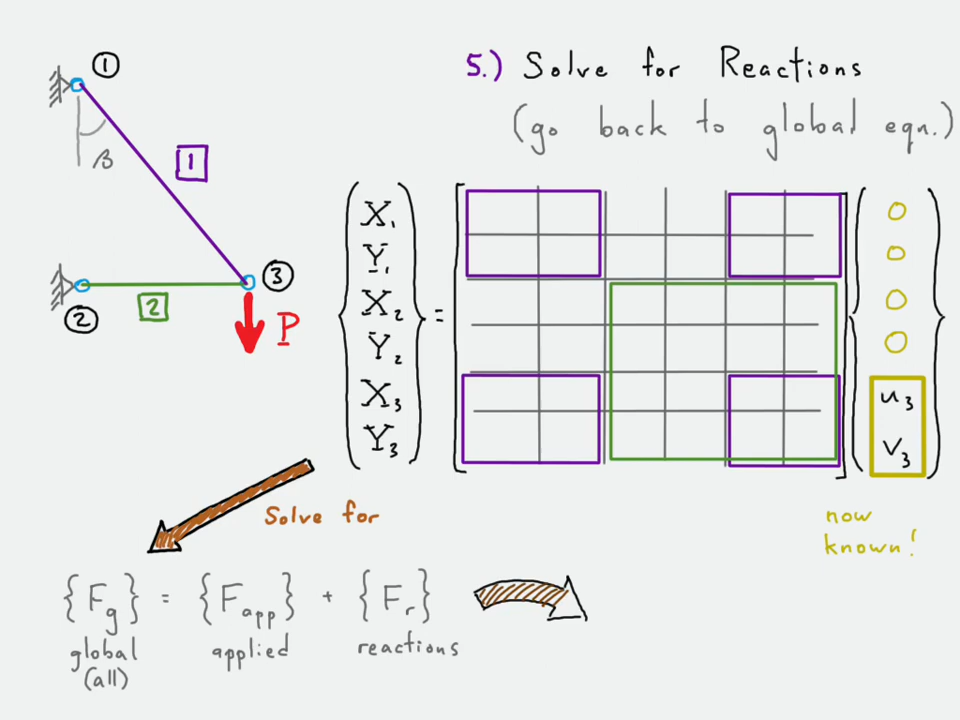 5.) Solve for Reactions
(go back to global eqn.)
1
β
1
3
2
2
P
X₁
Y₁
X₂
Y₂
X₃
Y₃
=
0
0
0
0
u₃
v₃
now
known!
Solve for
{Fg} = {Fapp} + {Fr}
global applied reactions
(all)